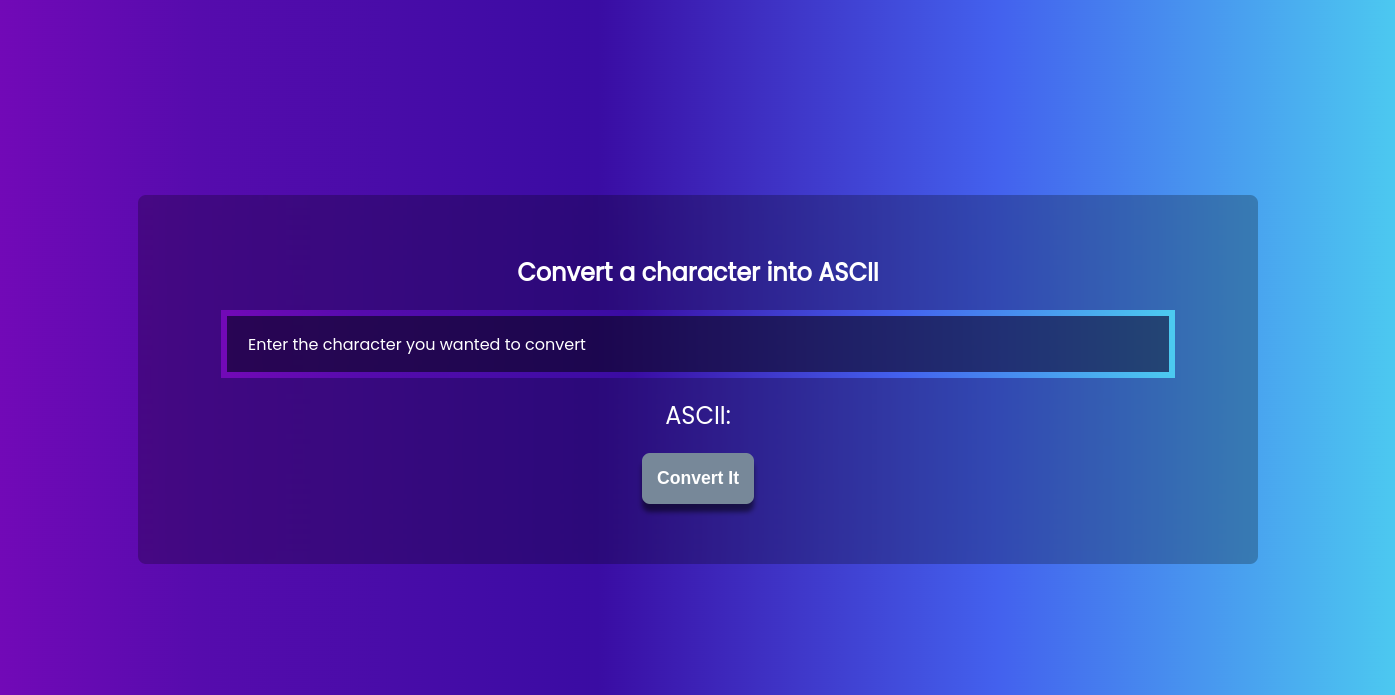 Convert a character into ASCII
Enter the character you wanted to convert
ASCII:
Convert It